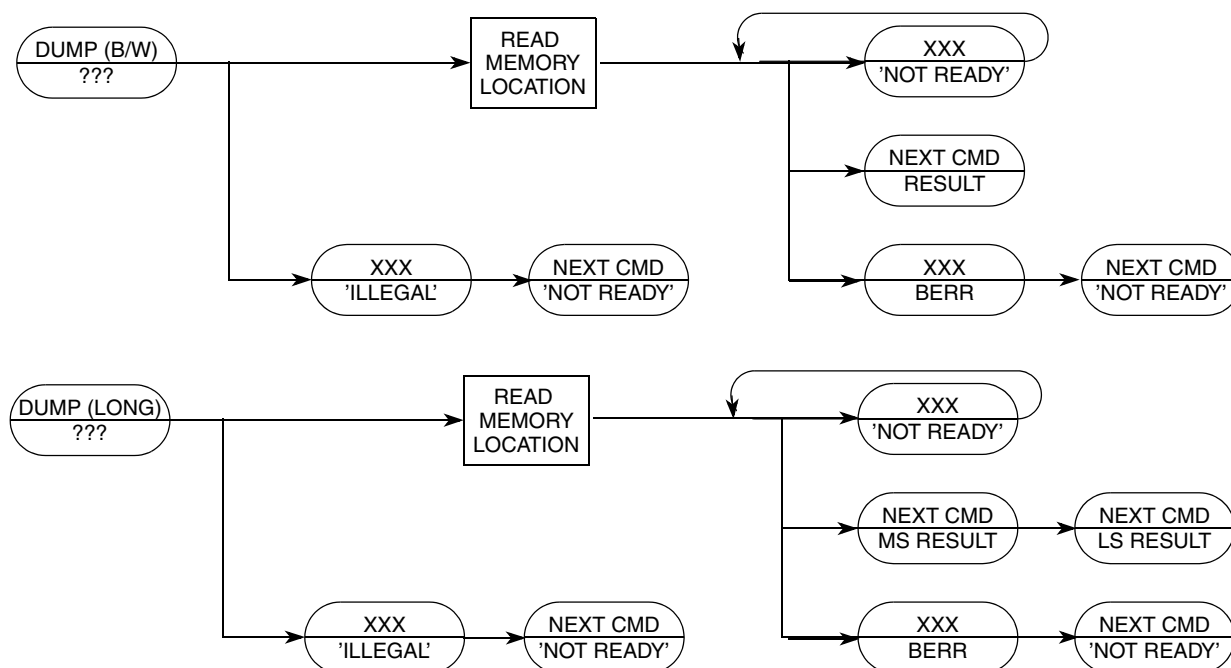 DUMP (B/W)
???
READ
MEMORY
LOCATION
XXX
'NOT READY'
NEXT CMD
RESULT
XXX
'ILLEGAL'
NEXT CMD
'NOT READY'
XXX
BERR
NEXT CMD
'NOT READY'
DUMP (LONG)
???
READ
MEMORY
LOCATION
XXX
'NOT READY'
NEXT CMD
MS RESULT
NEXT CMD
LS RESULT
XXX
'ILLEGAL'
NEXT CMD
'NOT READY'
XXX
BERR
NEXT CMD
'NOT READY'